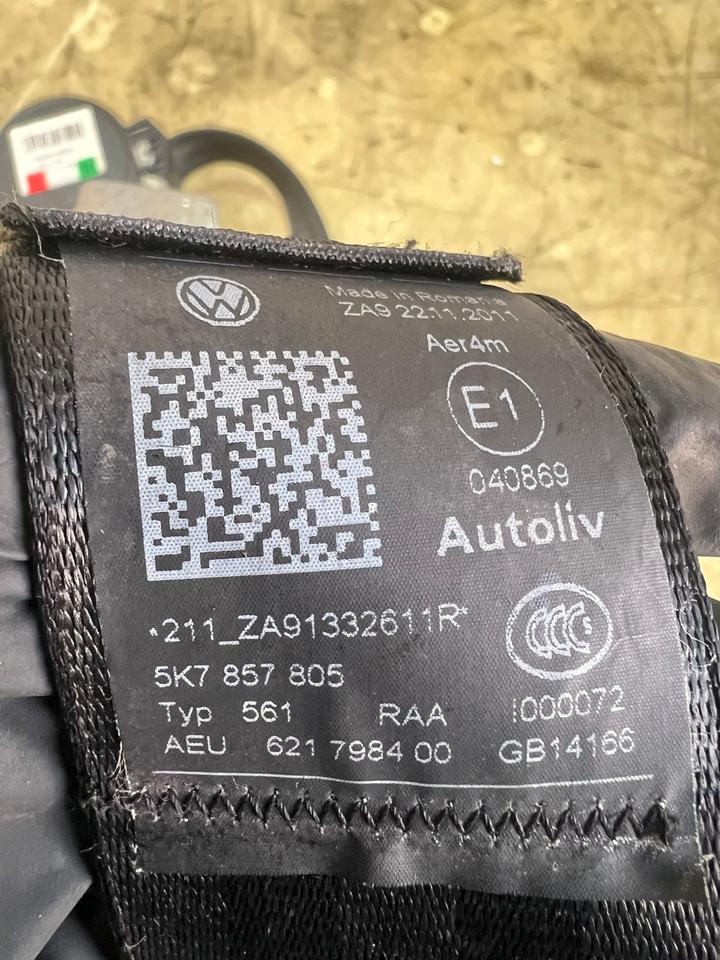 Made in Romania
ZA9 22.11.2011
Aer4m
E1
040869
Autoliv
*211_ZA91332611R*
5K7 857 805
CCC
Typ 561 RAA I000072
AEU 621 7984 00 GB14166